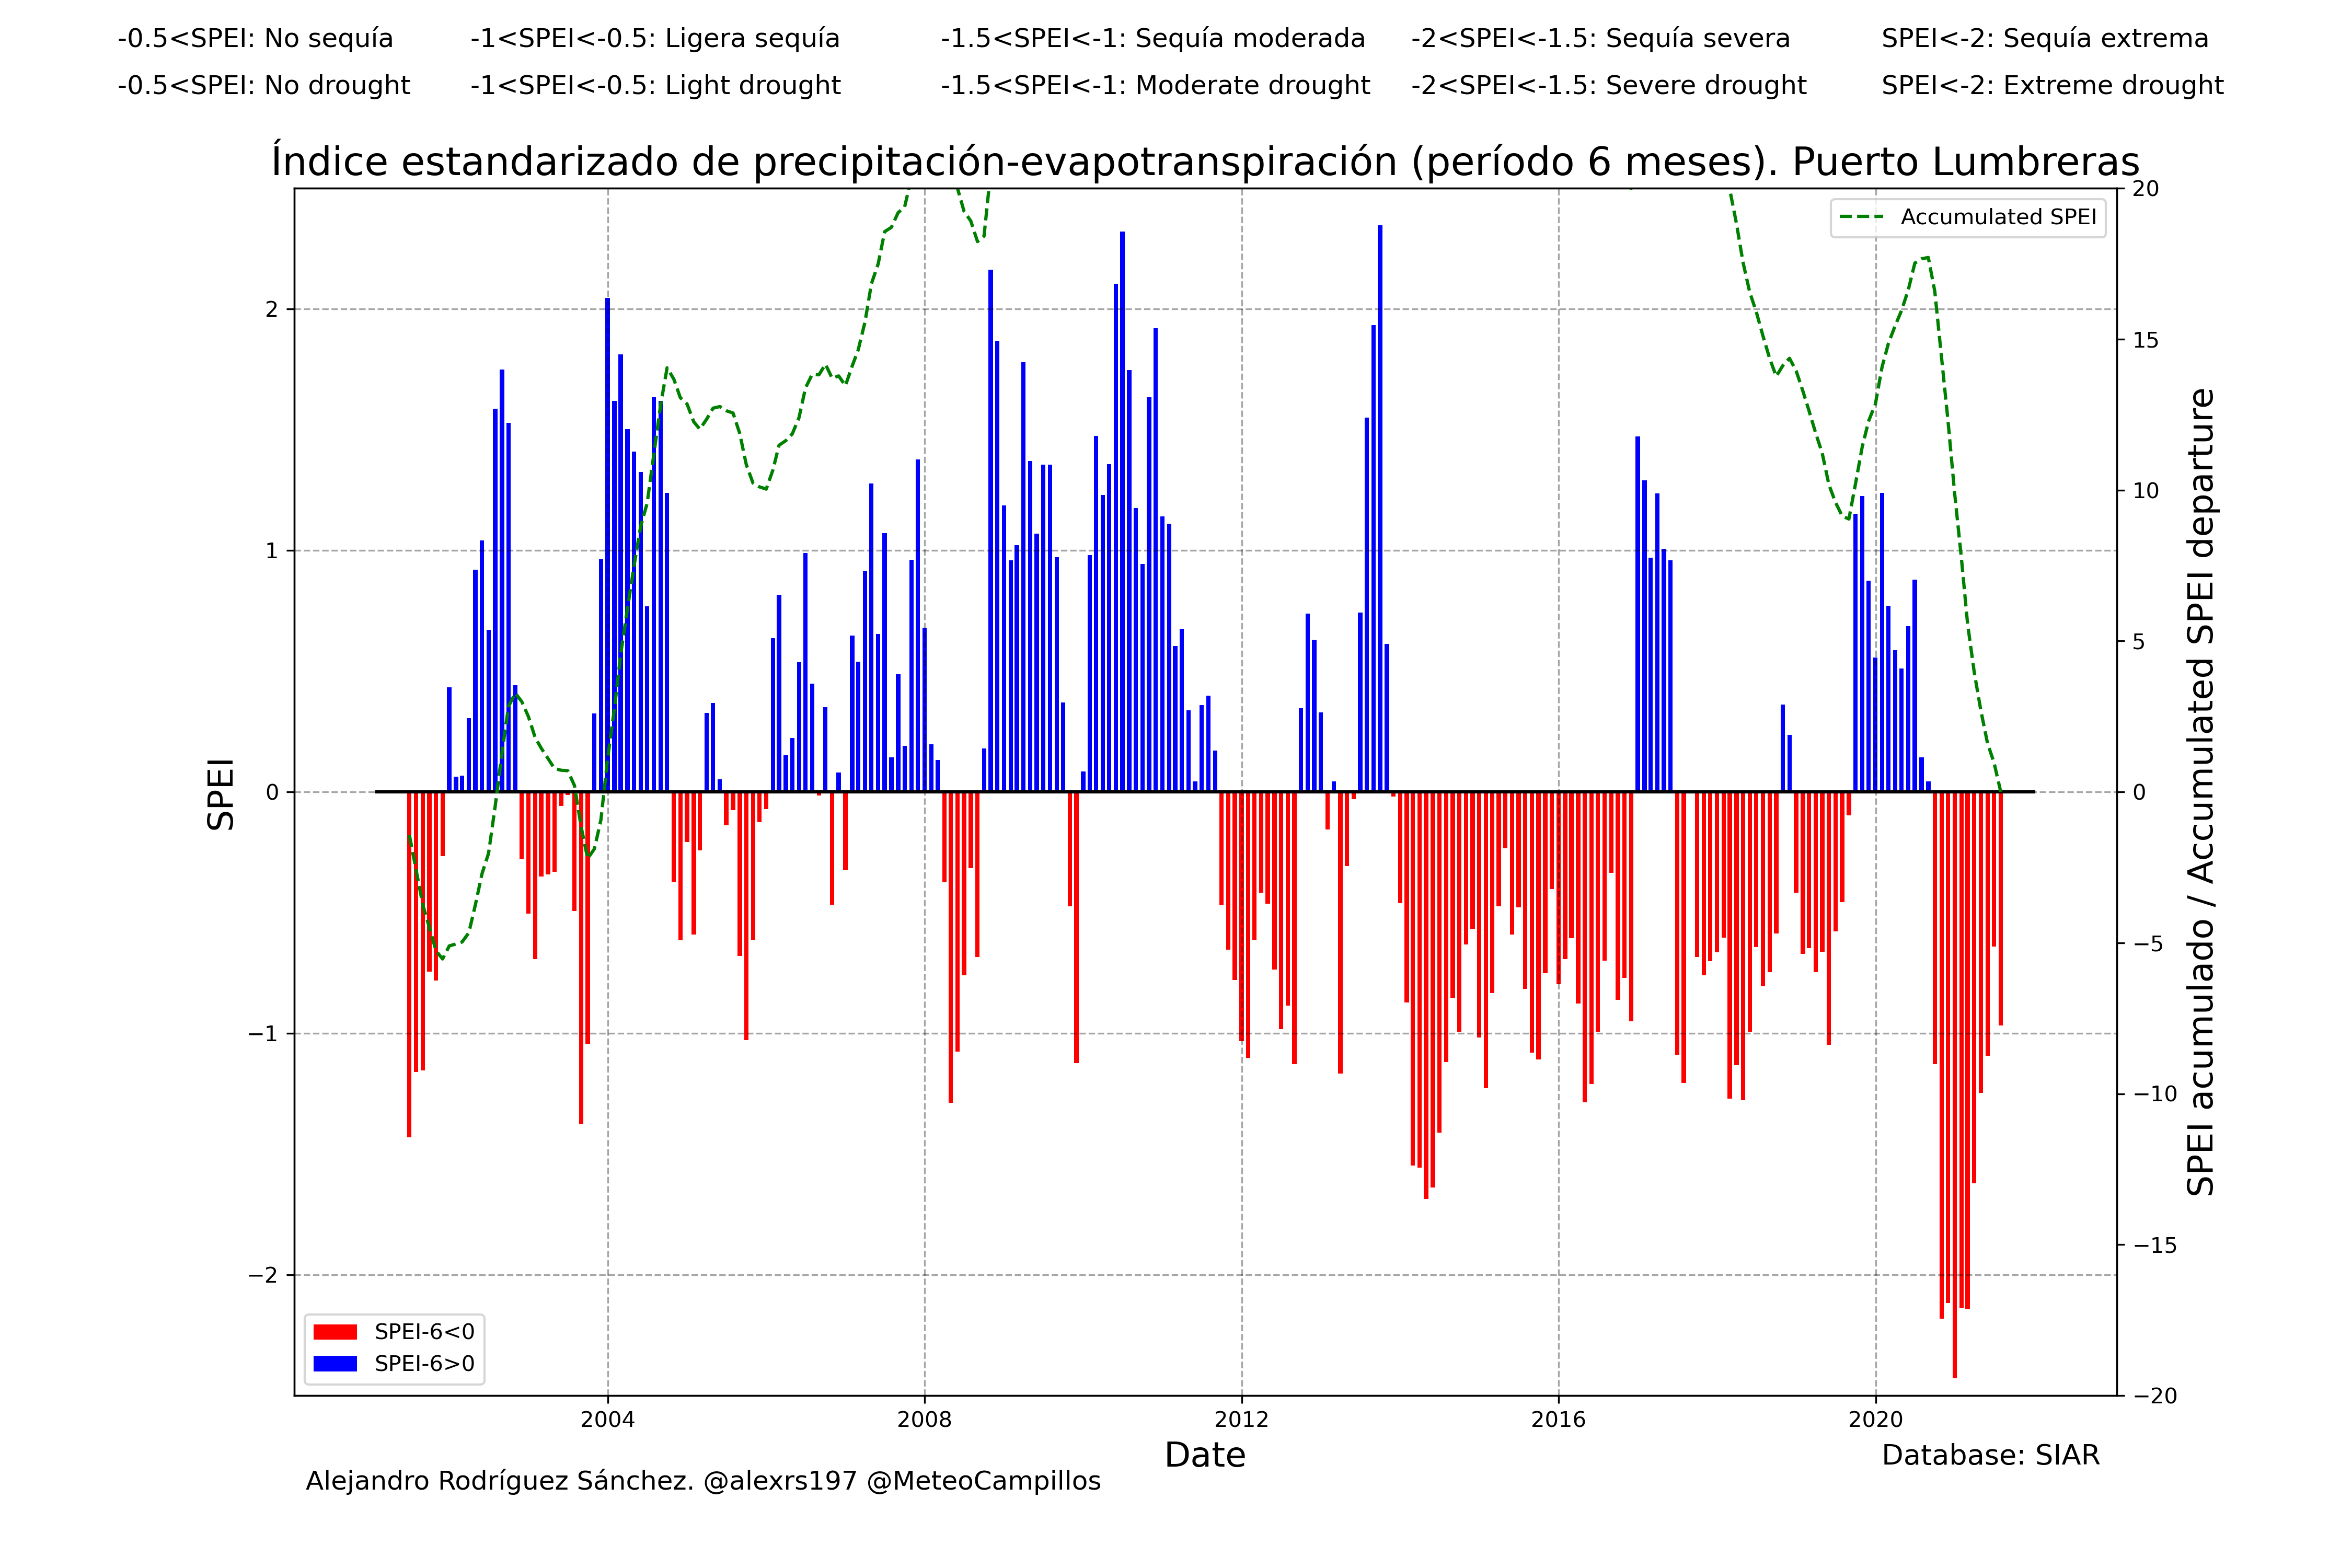 -0.5<SPEI: No sequía -1<SPEI<-0.5: Ligera sequía -1.5<SPEI<-1: Sequía moderada -2<SPEI<-1.5: Sequía severa SPEI<-2: Sequía extrema
-0.5<SPEI: No drought -1<SPEI<-0.5: Light drought -1.5<SPEI<-1: Moderate drought -2<SPEI<-1.5: Severe drought SPEI<-2: Extreme drought
Índice estandarizado de precipitación-evapotranspiración (período 6 meses). Puerto Lumbreras
Accumulated SPEI
SPEI
2
1
0
−1
−2
20
15
10
5
0
−5
−10
−15
−20
SPEI acumulado / Accumulated SPEI departure
SPEI-6<0
SPEI-6>0
2004 2008 2012 2016 2020
Date
Database: SIAR
Alejandro Rodríguez Sánchez. @alexrs197 @MeteoCampillos